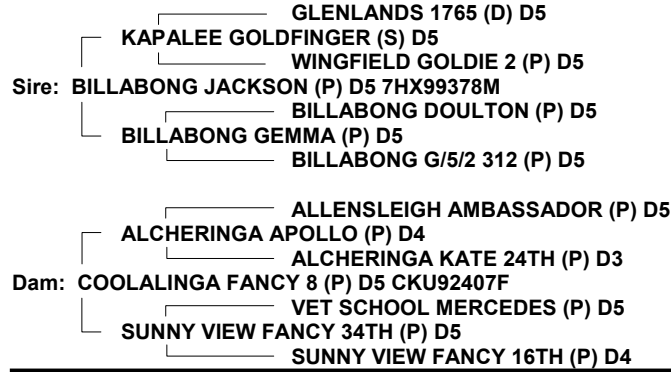 GLENLANDS 1765 (D) D5
KAPALEE GOLDFINGER (S) D5
WINGFIELD GOLDIE 2 (P) D5
Sire: BILLABONG JACKSON (P) D5 7HX99378M
BILLABONG DOULTON (P) D5
BILLABONG GEMMA (P) D5
BILLABONG G/5/2 312 (P) D5
ALLENSLEIGH AMBASSADOR (P) D5
ALCHERINGA APOLLO (P) D4
ALCHERINGA KATE 24TH (P) D3
Dam: COOLALINGA FANCY 8 (P) D5 CKU92407F
VET SCHOOL MERCEDES (P) D5
SUNNY VIEW FANCY 34TH (P) D5
SUNNY VIEW FANCY 16TH (P) D4